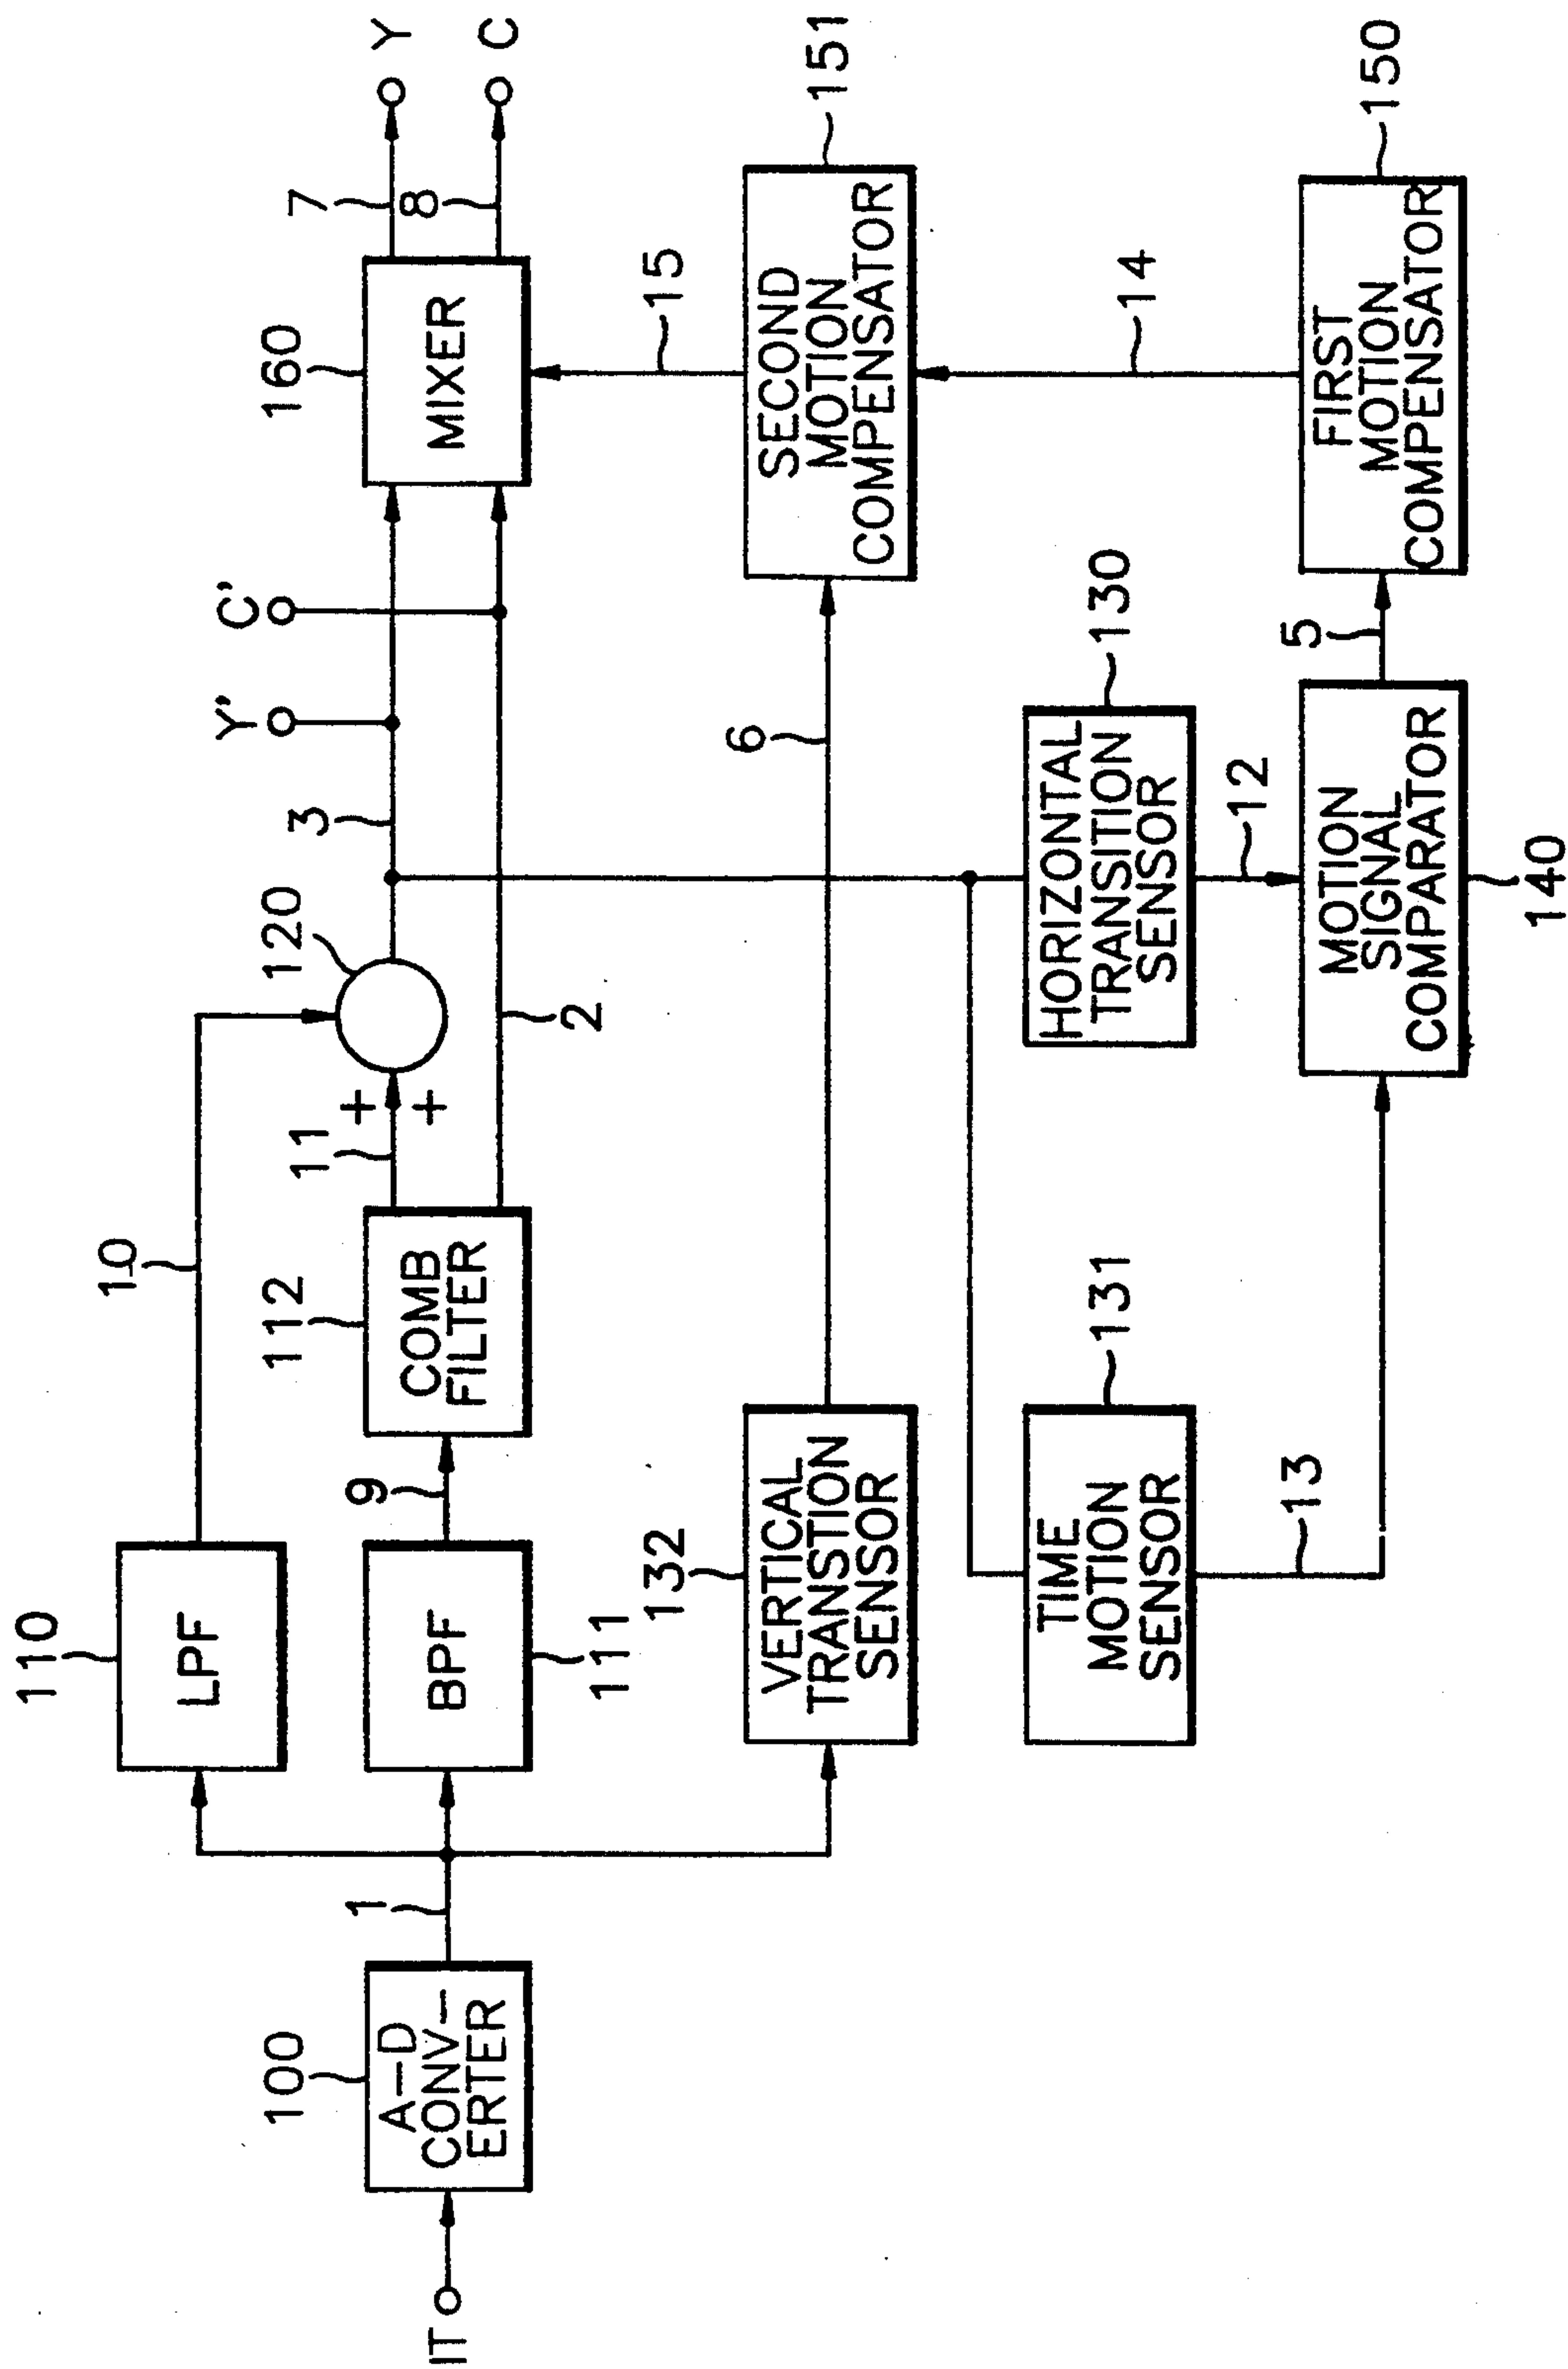 IT
100
A-D
CONV-
ERTER
1
110
LPF
10
BPF
111
9
112
COMB
FILTER
11
+
+
120
2
3
Y'
C'
160
MIXER
7
8
Y
C
132
VERTICAL
TRANSTION
SENSOR
6
SECOND
MOTION
COMPENSATOR
151
15
131
TIME
MOTION
SENSOR
13
130
HORIZONTAL
TRANSITION
SENSOR
12
MOTION
SIGNAL
COMPARATOR
140
5
FIRST
MOTION
COMPENSATOR
150
14